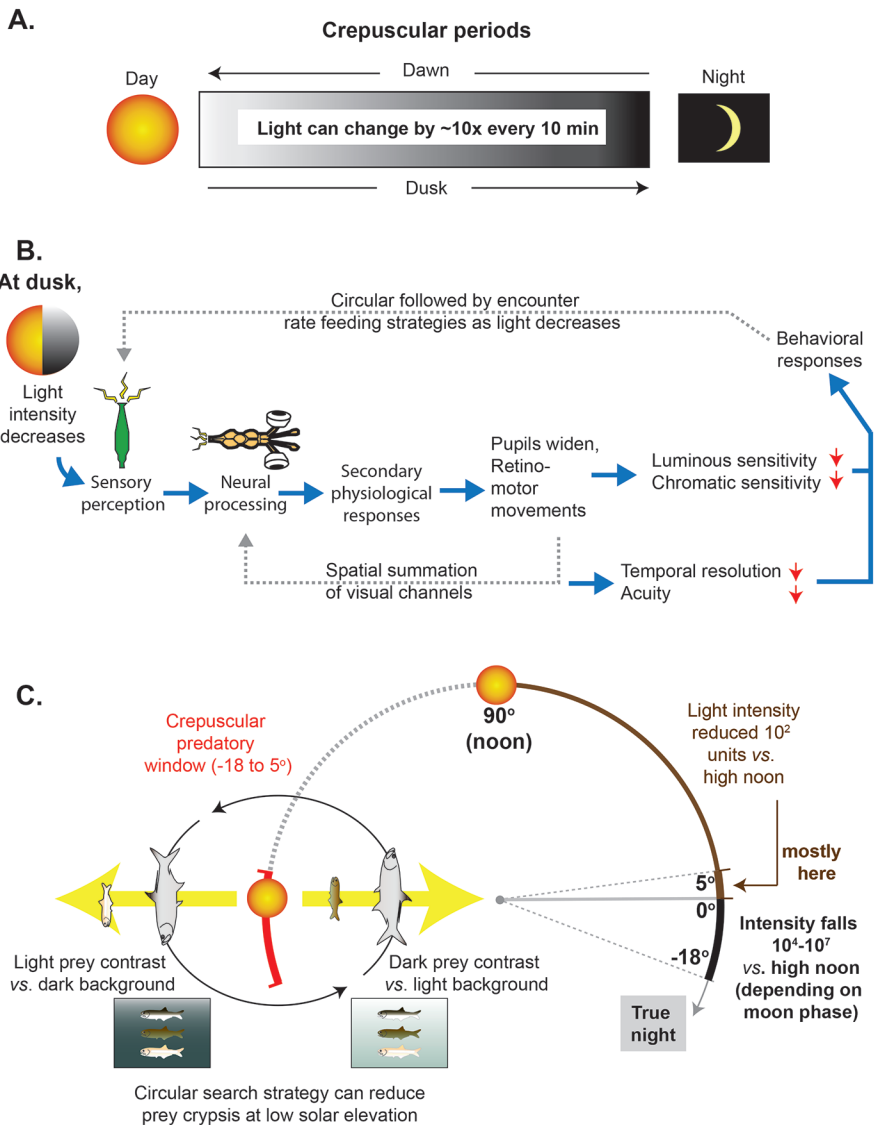 A.
Crepuscular periods
Dawn
Day
Night
Light can change by ~10x every 10 min
Dusk
B.
At dusk,
Circular followed by encounter
rate feeding strategies as light decreases
Behavioral
responses
Light
intensity
decreases
Sensory
perception
Neural
processing
Secondary
physiological
responses
Pupils widen,
Retino-
motor
movements
Luminous sensitivity
Chromatic sensitivity
Spatial summation
of visual channels
Temporal resolution
Acuity
C.
Crepuscular
predatory
window (-18 to 5°)
90°
(noon)
Light intensity
reduced 10²
units vs.
high noon
mostly
here
5°
0°
-18°
Intensity falls
10⁴-10⁷
vs. high noon
(depending on
moon phase)
True
night
Light prey contrast
vs. dark background
Dark prey contrast
vs. light background
Circular search strategy can reduce
prey crypsis at low solar elevation